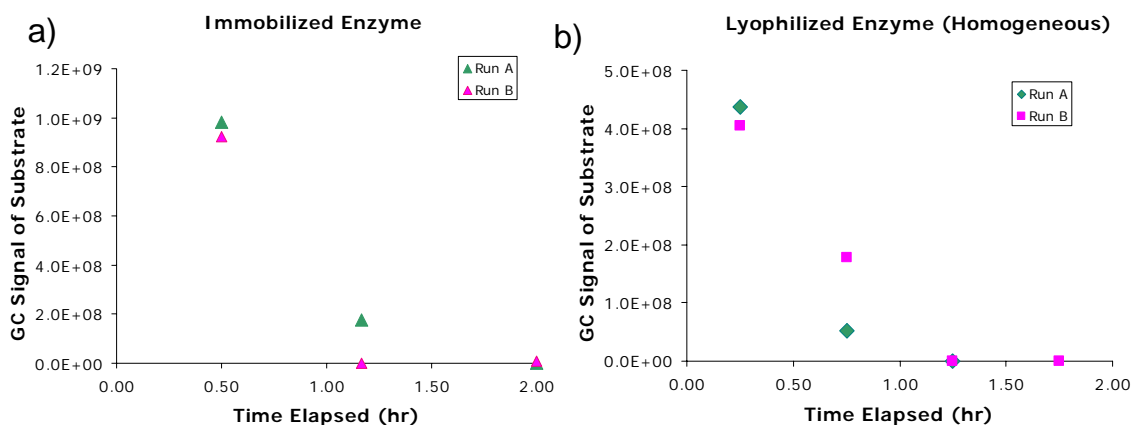 a)
Immobilized Enzyme
Run A
Run B
GC Signal of Substrate
1.2E+09
1.0E+09
8.0E+08
6.0E+08
4.0E+08
2.0E+08
0.0E+00
0.00 0.50 1.00 1.50 2.00
Time Elapsed (hr)
b)
Lyophilized Enzyme (Homogeneous)
Run A
Run B
GC Signal of Substrate
5.0E+08
4.0E+08
3.0E+08
2.0E+08
1.0E+08
0.0E+00
0.00 0.50 1.00 1.50 2.00
Time Elapsed (hr)